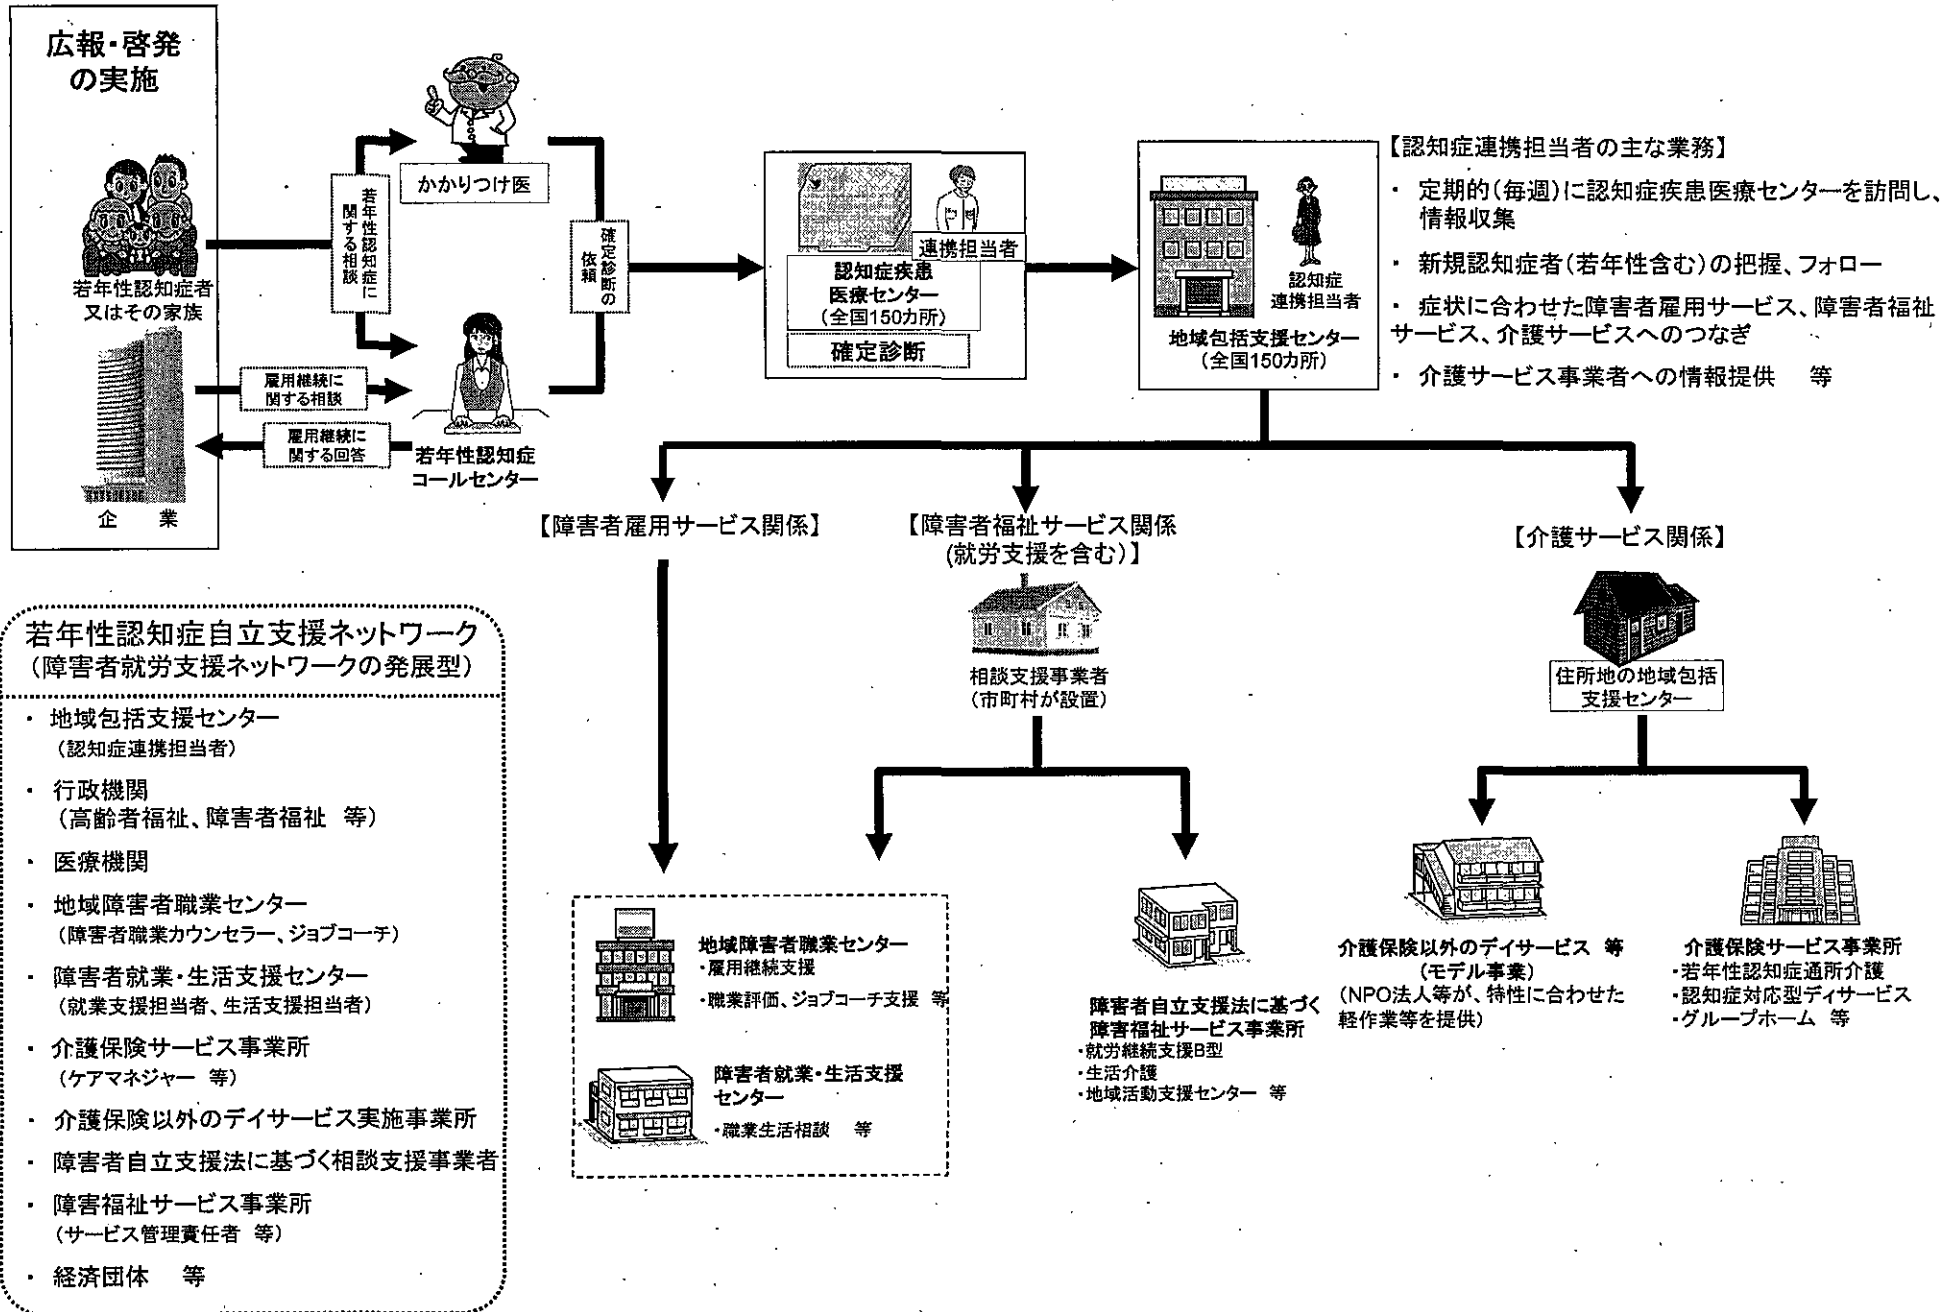 広報・啓発
の実施
若年性認知症者
又はその家族
企　業
若年性認知症に
関する相談
かかりつけ医
雇用継続に
関する相談
雇用継続に
関する回答
若年性認知症
コールセンター
確定診断の
依頼
連携担当者
認知症疾患
医療センター
(全国150カ所)
確定診断
認知症
連携担当者
地域包括支援センター
(全国150カ所)
【認知症連携担当者の主な業務】
・ 定期的(毎週)に認知症疾患医療センターを訪問し、
情報収集
・ 新規認知症者(若年性含む)の把握、フォロー
・ 症状に合わせた障害者雇用サービス、障害者福祉
サービス、介護サービスへのつなぎ
・ 介護サービス事業者への情報提供　等
【障害者雇用サービス関係】
【障害者福祉サービス関係
(就労支援を含む)】
【介護サービス関係】
相談支援事業者
(市町村が設置)
住所地の地域包括
支援センター
地域障害者職業センター
・雇用継続支援
・職業評価、ジョブコーチ支援 等
障害者就業・生活支援
センター
・職業生活相談　等
障害者自立支援法に基づく
障害福祉サービス事業所
・就労継続支援B型
・生活介護
・地域活動支援センター 等
介護保険以外のデイサービス 等
(モデル事業)
(NPO法人等が、特性に合わせた
軽作業等を提供)
介護保険サービス事業所
・若年性認知症通所介護
・認知症対応型ディサービス
・グループホーム 等
若年性認知症自立支援ネットワーク
(障害者就労支援ネットワークの発展型)
・ 地域包括支援センター
(認知症連携担当者)
・ 行政機関
(高齢者福祉、障害者福祉 等)
・ 医療機関
・ 地域障害者職業センター
(障害者職業カウンセラー、ジョブコーチ)
・ 障害者就業・生活支援センター
(就業支援担当者、生活支援担当者)
・ 介護保険サービス事業所
(ケアマネジャー 等)
・ 介護保険以外のデイサービス実施事業所
・ 障害者自立支援法に基づく相談支援事業者
・ 障害福祉サービス事業所
(サービス管理責任者 等)
・ 経済団体　等